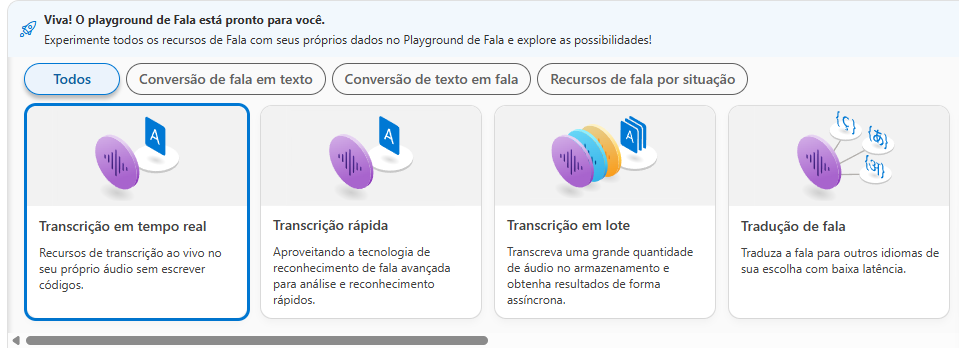 Viva! O playground de Fala está pronto para você.
Experimente todos os recursos de Fala com seus próprios dados no Playground de Fala e explore as possibilidades!
Todos
Conversão de fala em texto
Conversão de texto em fala
Recursos de fala por situação
A
Transcrição em tempo real
Recursos de transcrição ao vivo no
seu próprio áudio sem escrever
códigos.
A
Transcrição rápida
Aproveitando a tecnologia de
reconhecimento de fala avançada
para análise e reconhecimento
rápidos.
A
Transcrição em lote
Transcreva uma grande quantidade
de áudio no armazenamento e
obtenha resultados de forma
assíncrona.
{ç}
{あ}
{अ}
Tradução de fala
Traduza a fala para outros idiomas de
sua escolha com baixa latência.